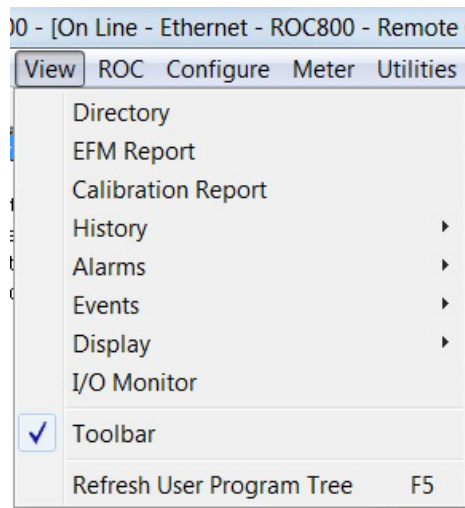 00 - [On Line - Ethernet - ROC800 - Remote
View ROC Configure Meter Utilities
Directory
EFM Report
Calibration Report
History
Alarms
Events
Display
I/O Monitor
Toolbar
Refresh User Program Tree F5